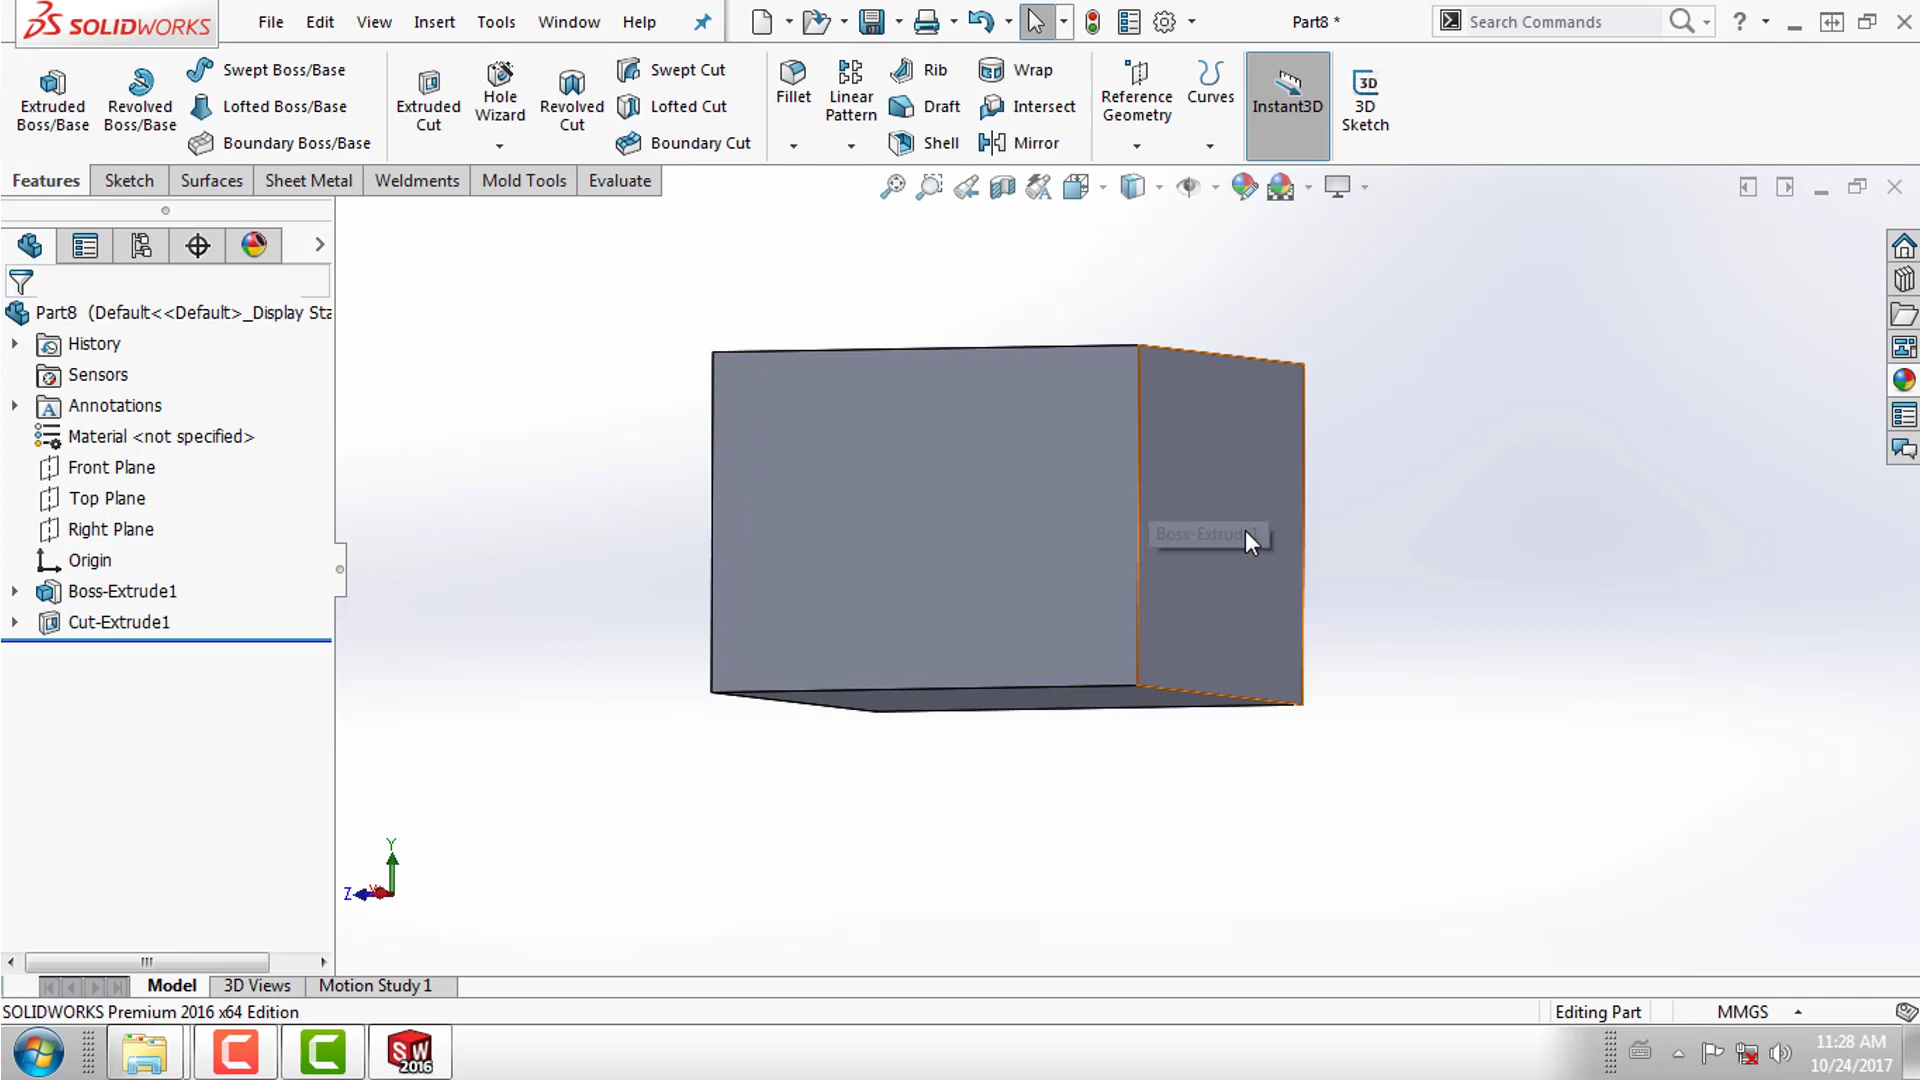 SOLIDWORKS
File Edit View Insert Tools Window Help
Part8 *
Search Commands
Extruded Boss/Base
Revolved Boss/Base
Swept Boss/Base
Lofted Boss/Base
Boundary Boss/Base
Extruded Cut
Hole Wizard
Revolved Cut
Swept Cut
Lofted Cut
Boundary Cut
Fillet
Linear Pattern
Rib
Draft
Shell
Wrap
Intersect
Mirror
Reference Geometry
Curves
Instant3D
3D Sketch
Features Sketch Surfaces Sheet Metal Weldments Mold Tools Evaluate
Part8 (Default<<Default>_Display Sta
History
Sensors
Annotations
Material <not specified>
Front Plane
Top Plane
Right Plane
Origin
Boss-Extrude1
Cut-Extrude1
Boss-Extrude1
Y
Z
Model 3D Views Motion Study 1
SOLIDWORKS Premium 2016 x64 Edition
Editing Part
MMGS
SW 2016
11:28 AM
10/24/2017